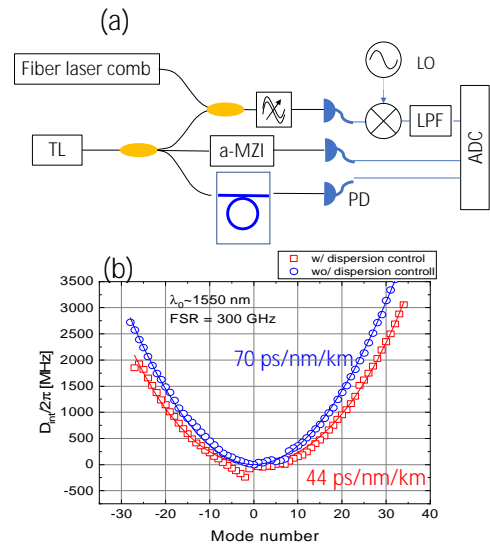 (a)
Fiber laser comb
LO
TL
a-MZI
LPF
ADC
PD
(b)
w/ dispersion control
wo/ dispersion controll
λ₀~1550 nm
FSR = 300 GHz
70 ps/nm/km
44 ps/nm/km
D_int/2π [MHz]
3500
3000
2500
2000
1500
1000
500
0
-500
-30 -20 -10 0 10 20 30 40
Mode number